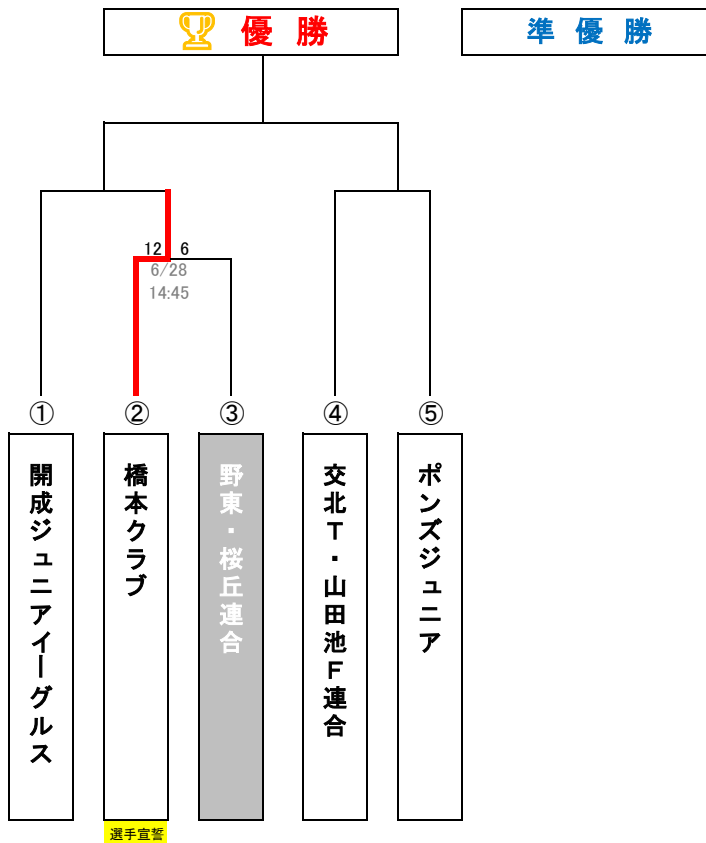 優勝
準優勝
12 6
6/28
14:45
①
②
③
④
⑤
開成ジュニアイーグルス
橋本クラブ
野東・桜丘連合
交北T・山田池F連合
ポンズジュニア
選手宣誓